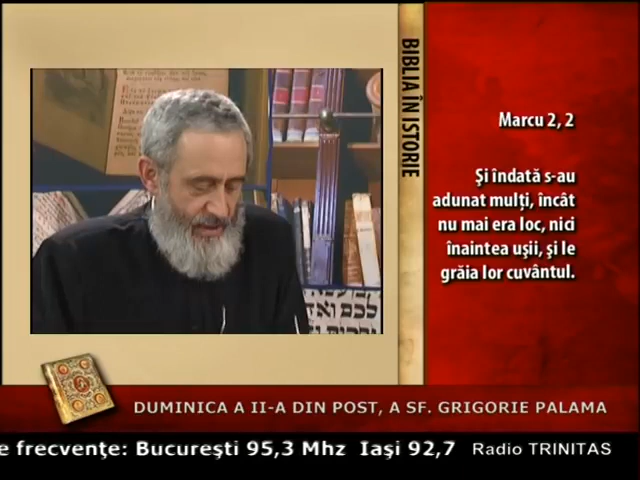 BIBLIA ÎN ISTORIE
Marcu 2, 2
Şi îndată s-au
adunat mulţi, încât
nu mai era loc, nici
înaintea uşii, şi le
grăia lor cuvântul.
DUMINICA A II-A DIN POST, A SF. GRIGORIE PALAMA
e frecvenţe: Bucureşti 95,3 Mhz Iaşi 92,7 Radio TRINITAS